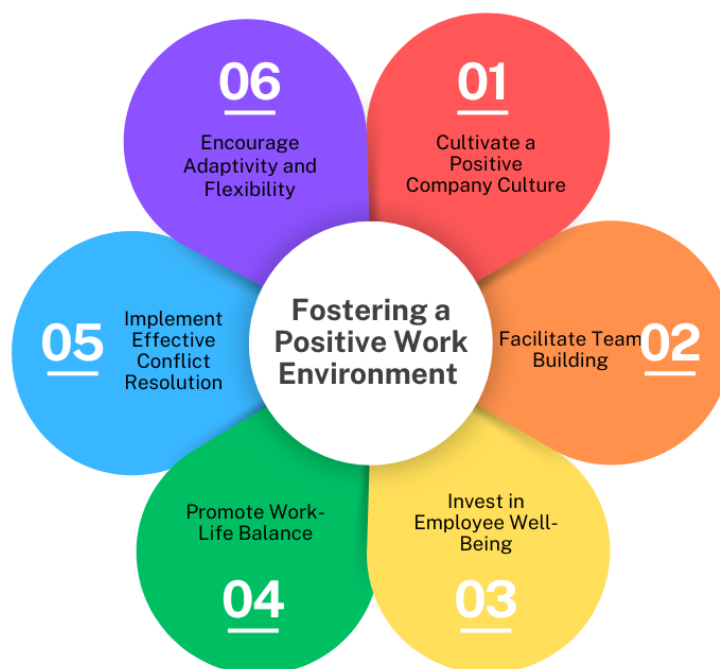 Fostering a
Positive Work
Environment
01
Cultivate a
Positive
Company Culture
02
Facilitate Team
Building
Invest in
Employee Well-
Being
03
Promote Work-
Life Balance
04
05
Implement
Effective
Conflict
Resolution
06
Encourage
Adaptivity and
Flexibility